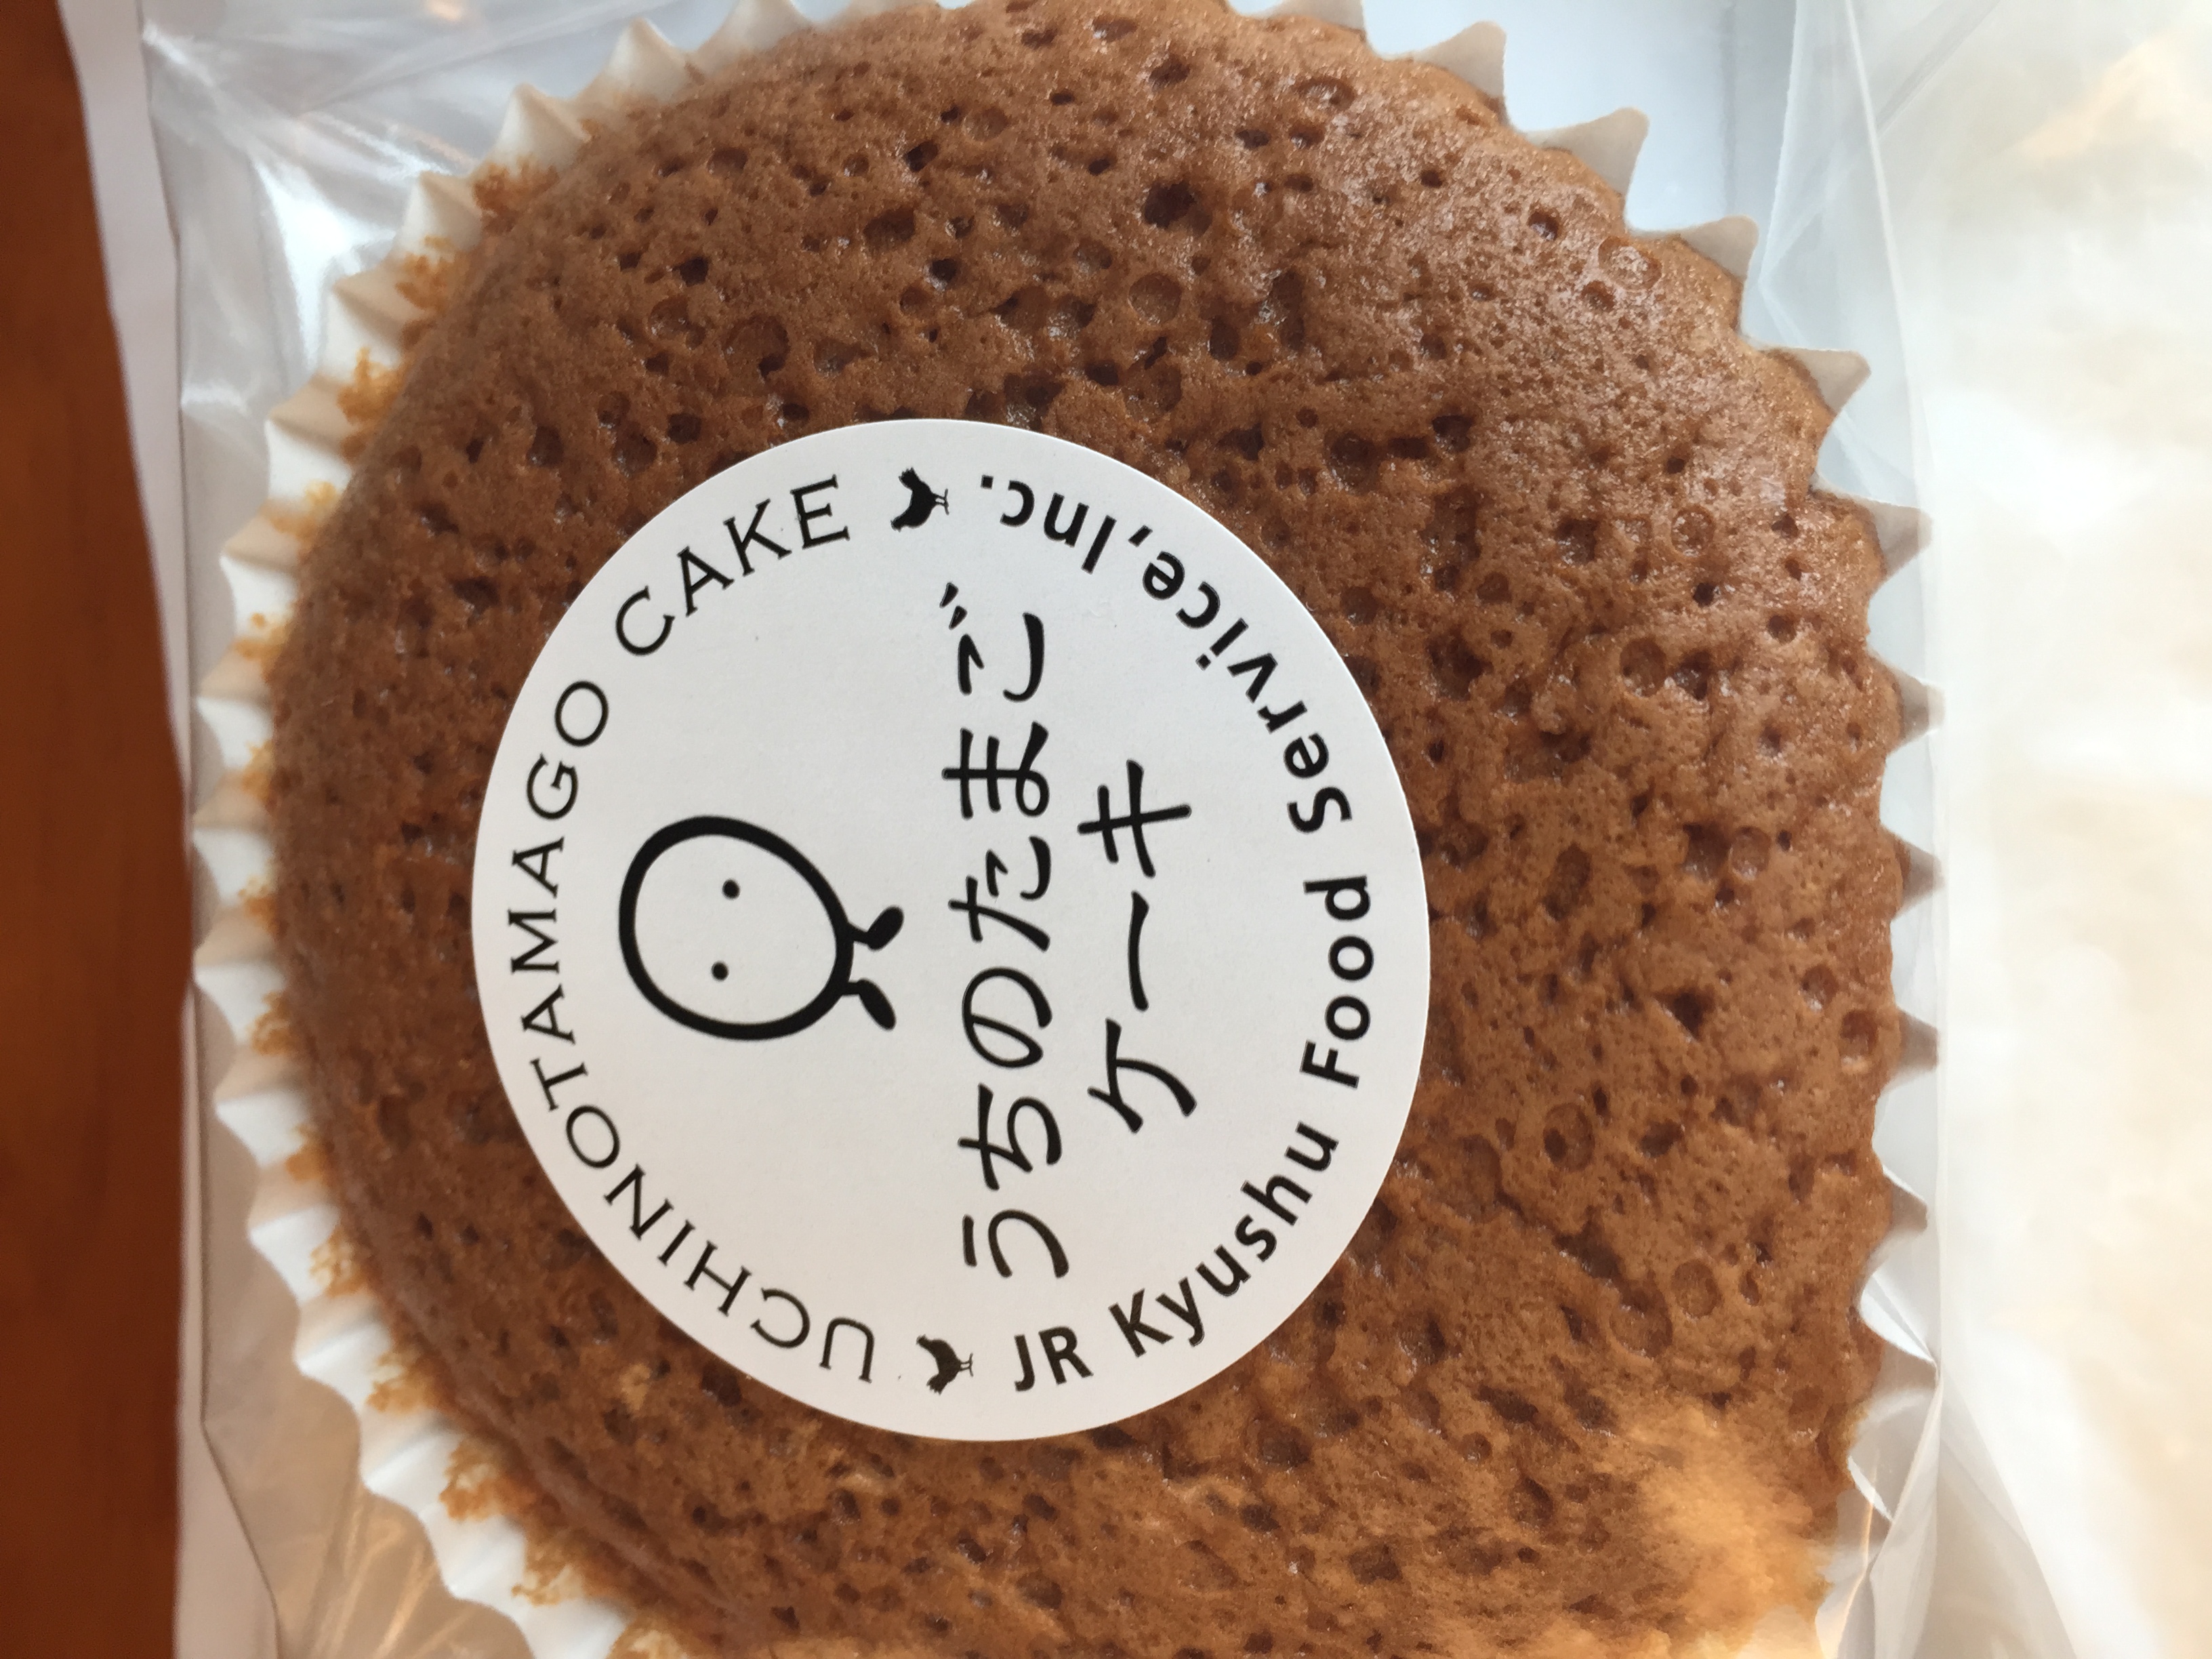 UCHINOTAMAGO CAKE
うちのたまご
ケーキ
JR Kyushu Food Service,Inc.